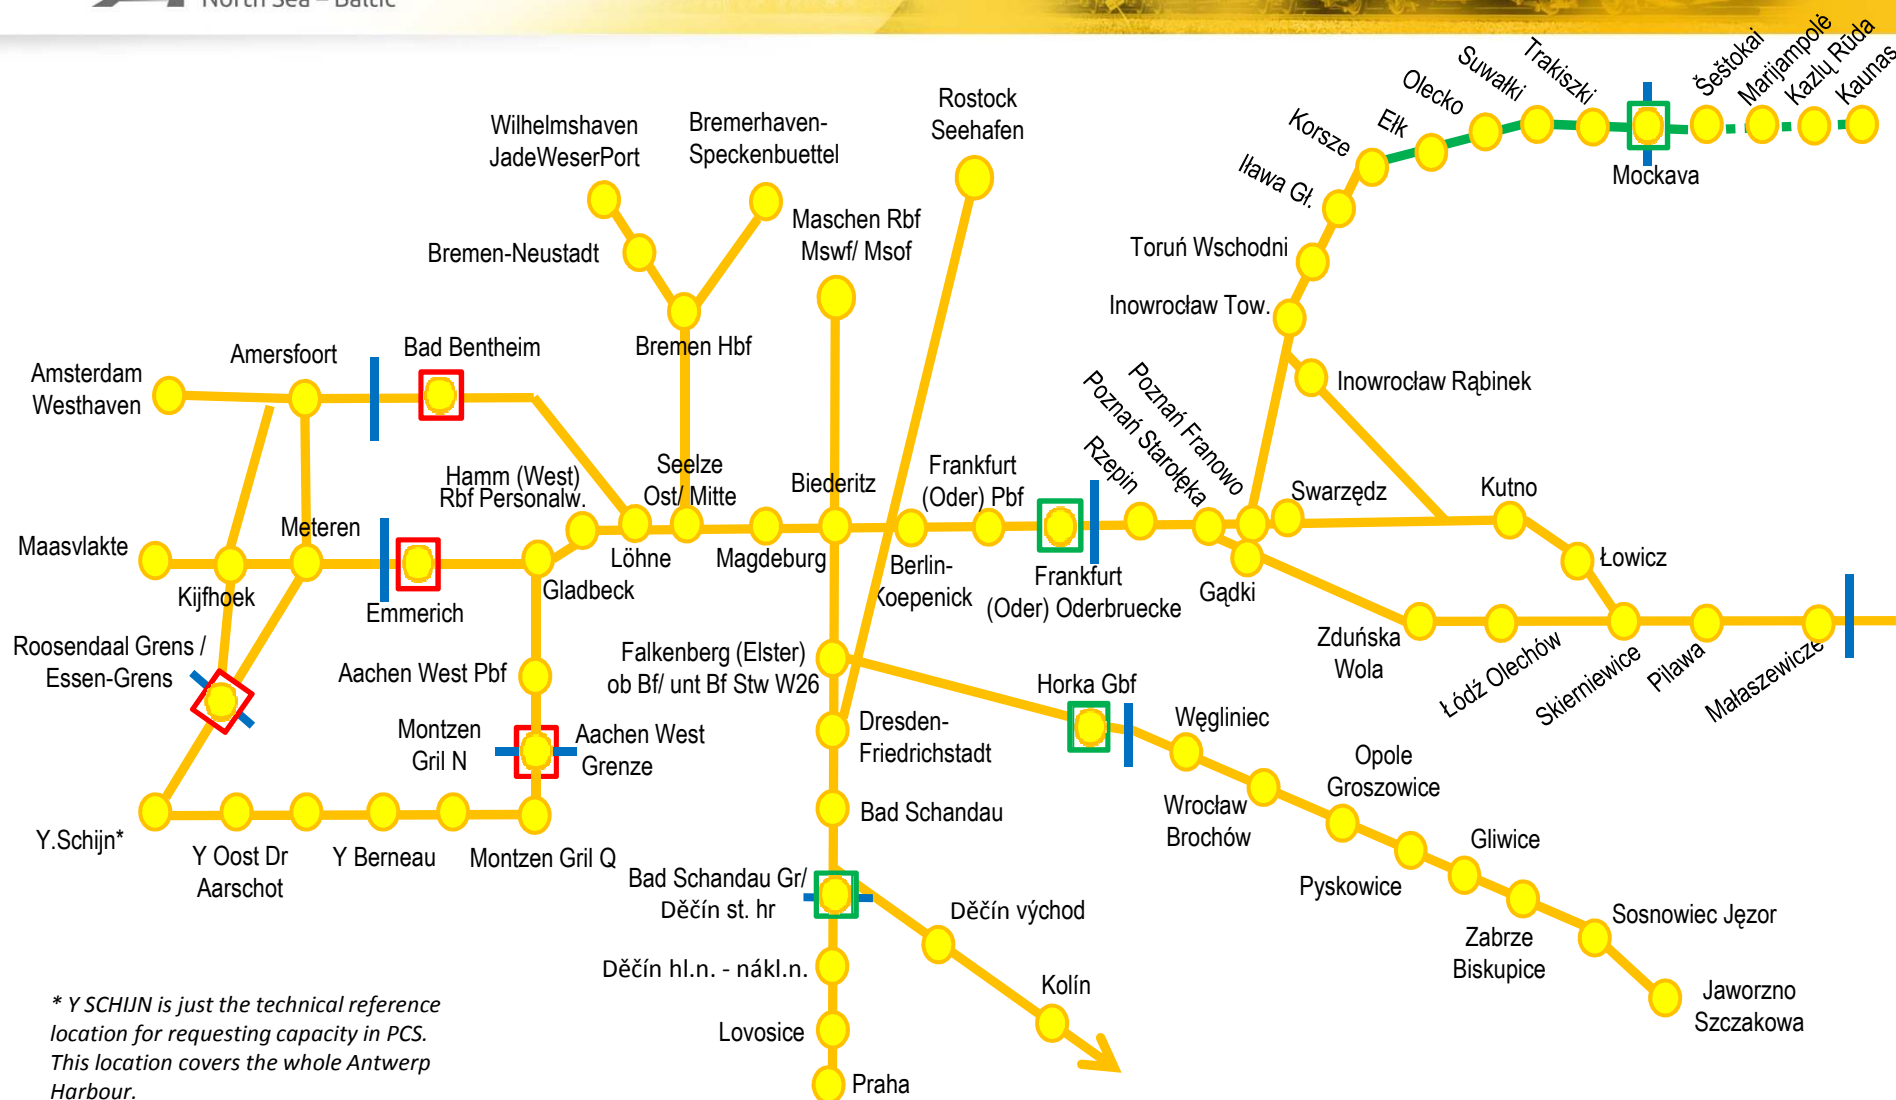 North Sea – Baltic
Rostock
Seehafen
Wilhelmshaven
JadeWeserPort
Bremerhaven-
Speckenbuettel
Maschen Rbf
Mswf/ Msof
Bremen-Neustadt
Bremen Hbf
Korsze
Ełk
Olecko
Suwałki
Trakiszki
Mockava
Šeštokai
Marijampolė
Kazlų Rūda
Kaunas
Iława Gł.
Toruń Wschodni
Inowrocław Tow.
Inowrocław Rąbinek
Amsterdam
Westhaven
Amersfoort
Bad Bentheim
Hamm (West)
Rbf Personalw.
Seelze
Ost/ Mitte
Biederitz
Frankfurt
(Oder) Pbf
Rzepin
Poznań Starołęka
Poznań Franowo
Swarzędz
Kutno
Maasvlakte
Meteren
Kijfhoek
Emmerich
Gladbeck
Löhne
Magdeburg
Berlin-
Koepenick
Frankfurt
(Oder) Oderbruecke
Gądki
Łowicz
Roosendaal Grens /
Essen-Grens
Aachen West Pbf
Falkenberg (Elster)
ob Bf/ unt Bf Stw W26
Horka Gbf
Zduńska
Wola
Łódź Olechów
Skierniewice
Pilawa
Małaszewicze
Montzen
Gril N
Aachen West
Grenze
Dresden-
Friedrichstadt
Węgliniec
Opole
Groszowice
Wrocław
Brochów
Gliwice
Pyskowice
Y.Schijn*
Y Oost Dr
Aarschot
Y Berneau
Montzen Gril Q
Bad Schandau
Bad Schandau Gr/
Děčín st. hr
Děčín východ
Sosnowiec Jęzor
Zabrze
Biskupice
Děčín hl.n. - nákl.n.
Kolín
Jaworzno
Szczakowa
Lovosice
Praha
* Y SCHIJN is just the technical reference
location for requesting capacity in PCS.
This location covers the whole Antwerp
Harbour.